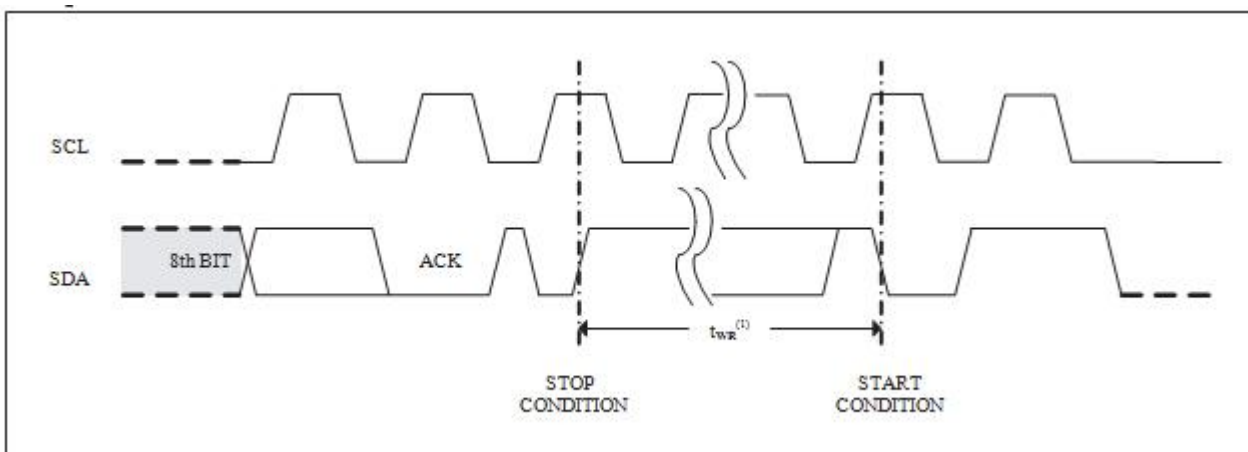 SCL
8th BIT
ACK
SDA
tWR(1)
STOP
CONDITION
START
CONDITION